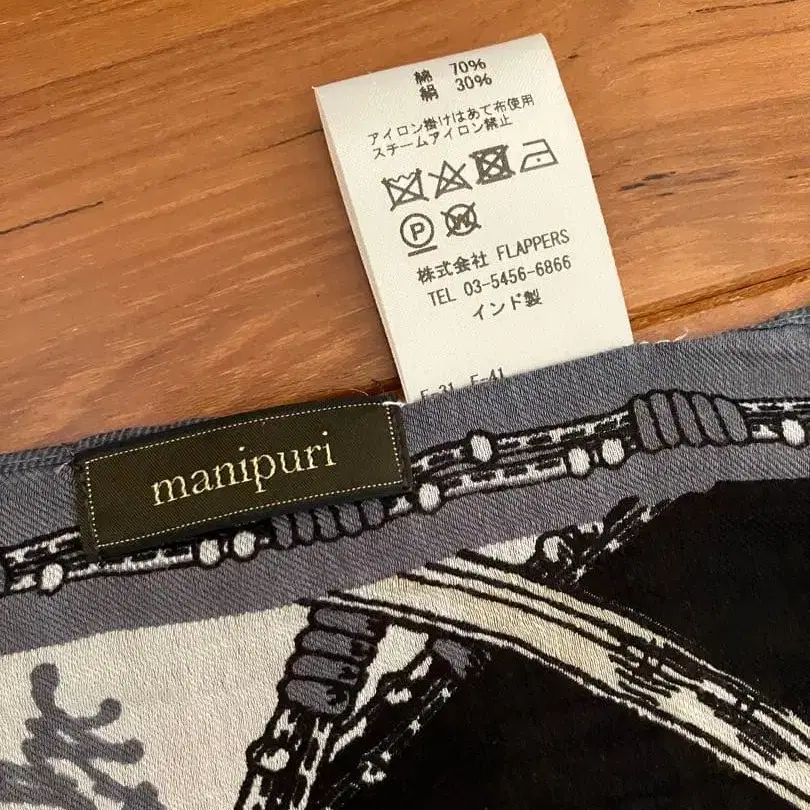 綿 70%
絹 30%
アイロン掛けはあて布使用
スチームアイロン禁止
P W
株式会社 FLAPPERS
TEL 03-5456-6866
インド製
manipuri